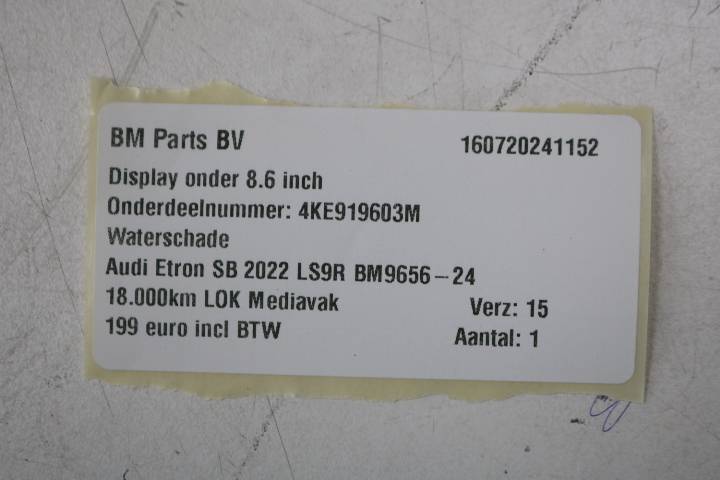 BM Parts BV 160720241152
Display onder 8.6 inch
Onderdeelnummer: 4KE919603M
Waterschade
Audi Etron SB 2022 LS9R BM9656-24
18.000km LOK Mediavak Verz: 15
199 euro incl BTW Aantal: 1